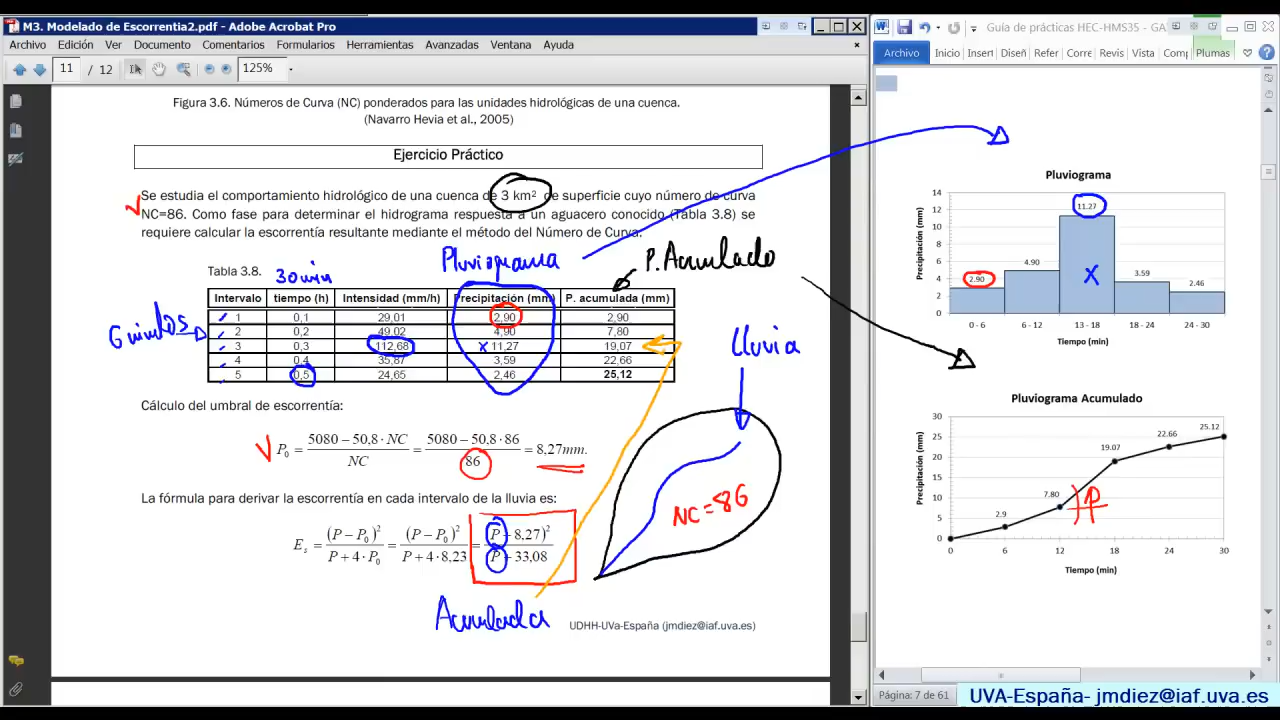 M3. Modelado de Escorrentia2.pdf - Adobe Acrobat Pro
Archivo Edición Ver Documento Comentarios Formularios Herramientas Avanzadas Ventana Ayuda
11 / 12 125%
Figura 3.6. Números de Curva (NC) ponderados para las unidades hidrológicas de una cuenca.
(Navarro Hevia et al., 2005)
Ejercicio Práctico
Se estudia el comportamiento hidrológico de una cuenca de 3 km² de superficie cuyo número de curva
NC=86. Como fase para determinar el hidrograma respuesta a un aguacero conocido (Tabla 3.8) se
requiere calcular la escorrentía resultante mediante el método del Número de Curva.
Pluviograma
P. Acumulado
Tabla 3.8.
30 min
6 minutos
Intervalo tiempo (h) Intensidad (mm/h) Precipitación (mm) P. acumulada (mm)
1 0,1 29,01 2,90 2,90
2 0,2 49,02 4,90 7,80
3 0,3 112,68 x 11,27 19,07
4 0,4 35,87 3,59 22,66
5 0,5 24,65 2,46 25,12
lluvia
Cálculo del umbral de escorrentía:
P₀ = (5080 − 50,8 · NC) / NC = (5080 − 50,8 · 86) / 86 = 8,27mm.
NC = 86
La fórmula para derivar la escorrentía en cada intervalo de la lluvia es:
Eₛ = (P − P₀)² / (P + 4 · P₀) = (P − P₀)² / (P + 4 · 8,23) = (P − 8,27)² / (P + 33,08)
Acumulada
UDHH-UVa-España (jmdiez@iaf.uva.es)
Guía de prácticas HEC-HMS35 - GA
Archivo Inicio Insert Diseñ Refer Corre Revis Vista Comp Plumas
Pluviograma
Precipitación (mm)
14
12
10
8
6
4
2
0
2.90
4.90
11.27
3.59
2.46
X
0 - 6 6 - 12 13 - 18 18 - 24 24 - 30
Tiempo (min)
Pluviograma Acumulado
Precipitación (mm)
30
25
20
15
10
5
0
2.9
7.80
19.07
22.66
25.12
P
0 6 12 18 24 30
Tiempo (min)
Página: 7 de 61
UVA-España- jmdiez@iaf.uva.es